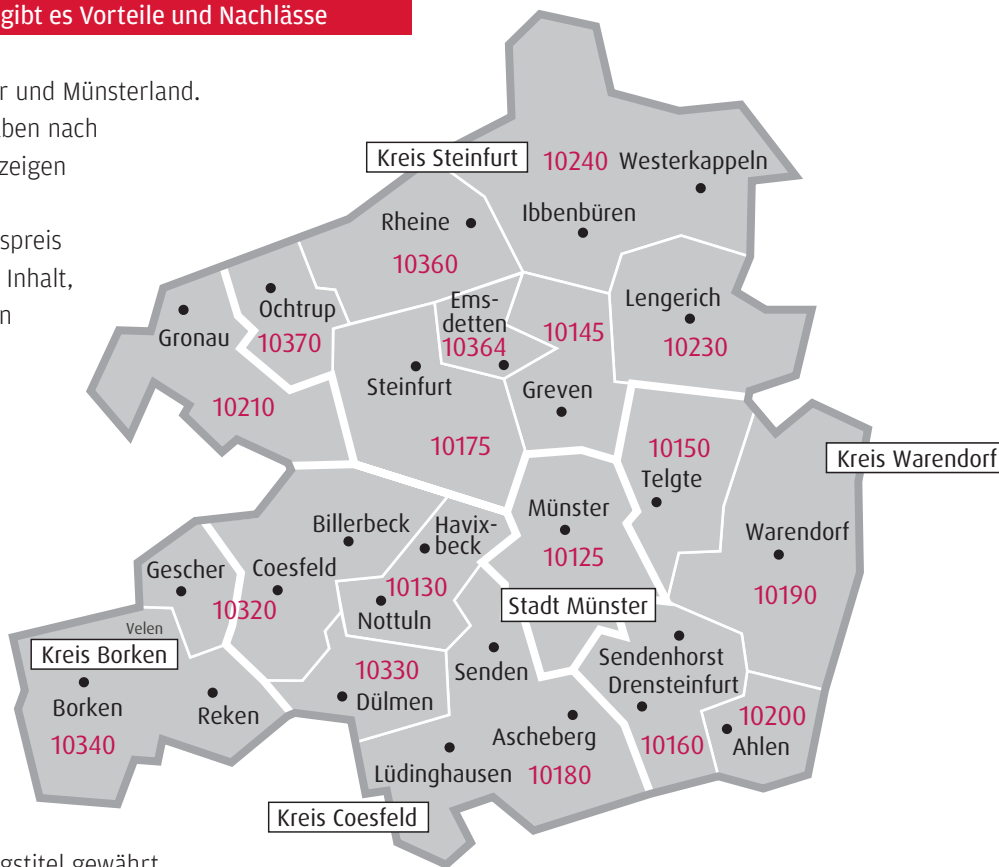 gibt es Vorteile und Nachlässe
r und Münsterland.
ben nach
zeigen
spreis
Inhalt,
n
Kreis Steinfurt
10240
Westerkappeln
Ibbenbüren
Rheine
10360
Ochtrup
10370
Gronau
10210
Ems-
detten
10364
10145
Lengerich
10230
Steinfurt
10175
Greven
10150
Telgte
Kreis Warendorf
Warendorf
10190
Münster
10125
Stadt Münster
Billerbeck
Havix-
beck
10130
Nottuln
Coesfeld
Gescher
10320
Velen
Kreis Borken
Borken
10340
Reken
10330
Dülmen
Senden
Sendenhorst
Drensteinfurt
10160
10200
Ahlen
Ascheberg
Lüdinghausen
10180
Kreis Coesfeld
gstitel gewährt